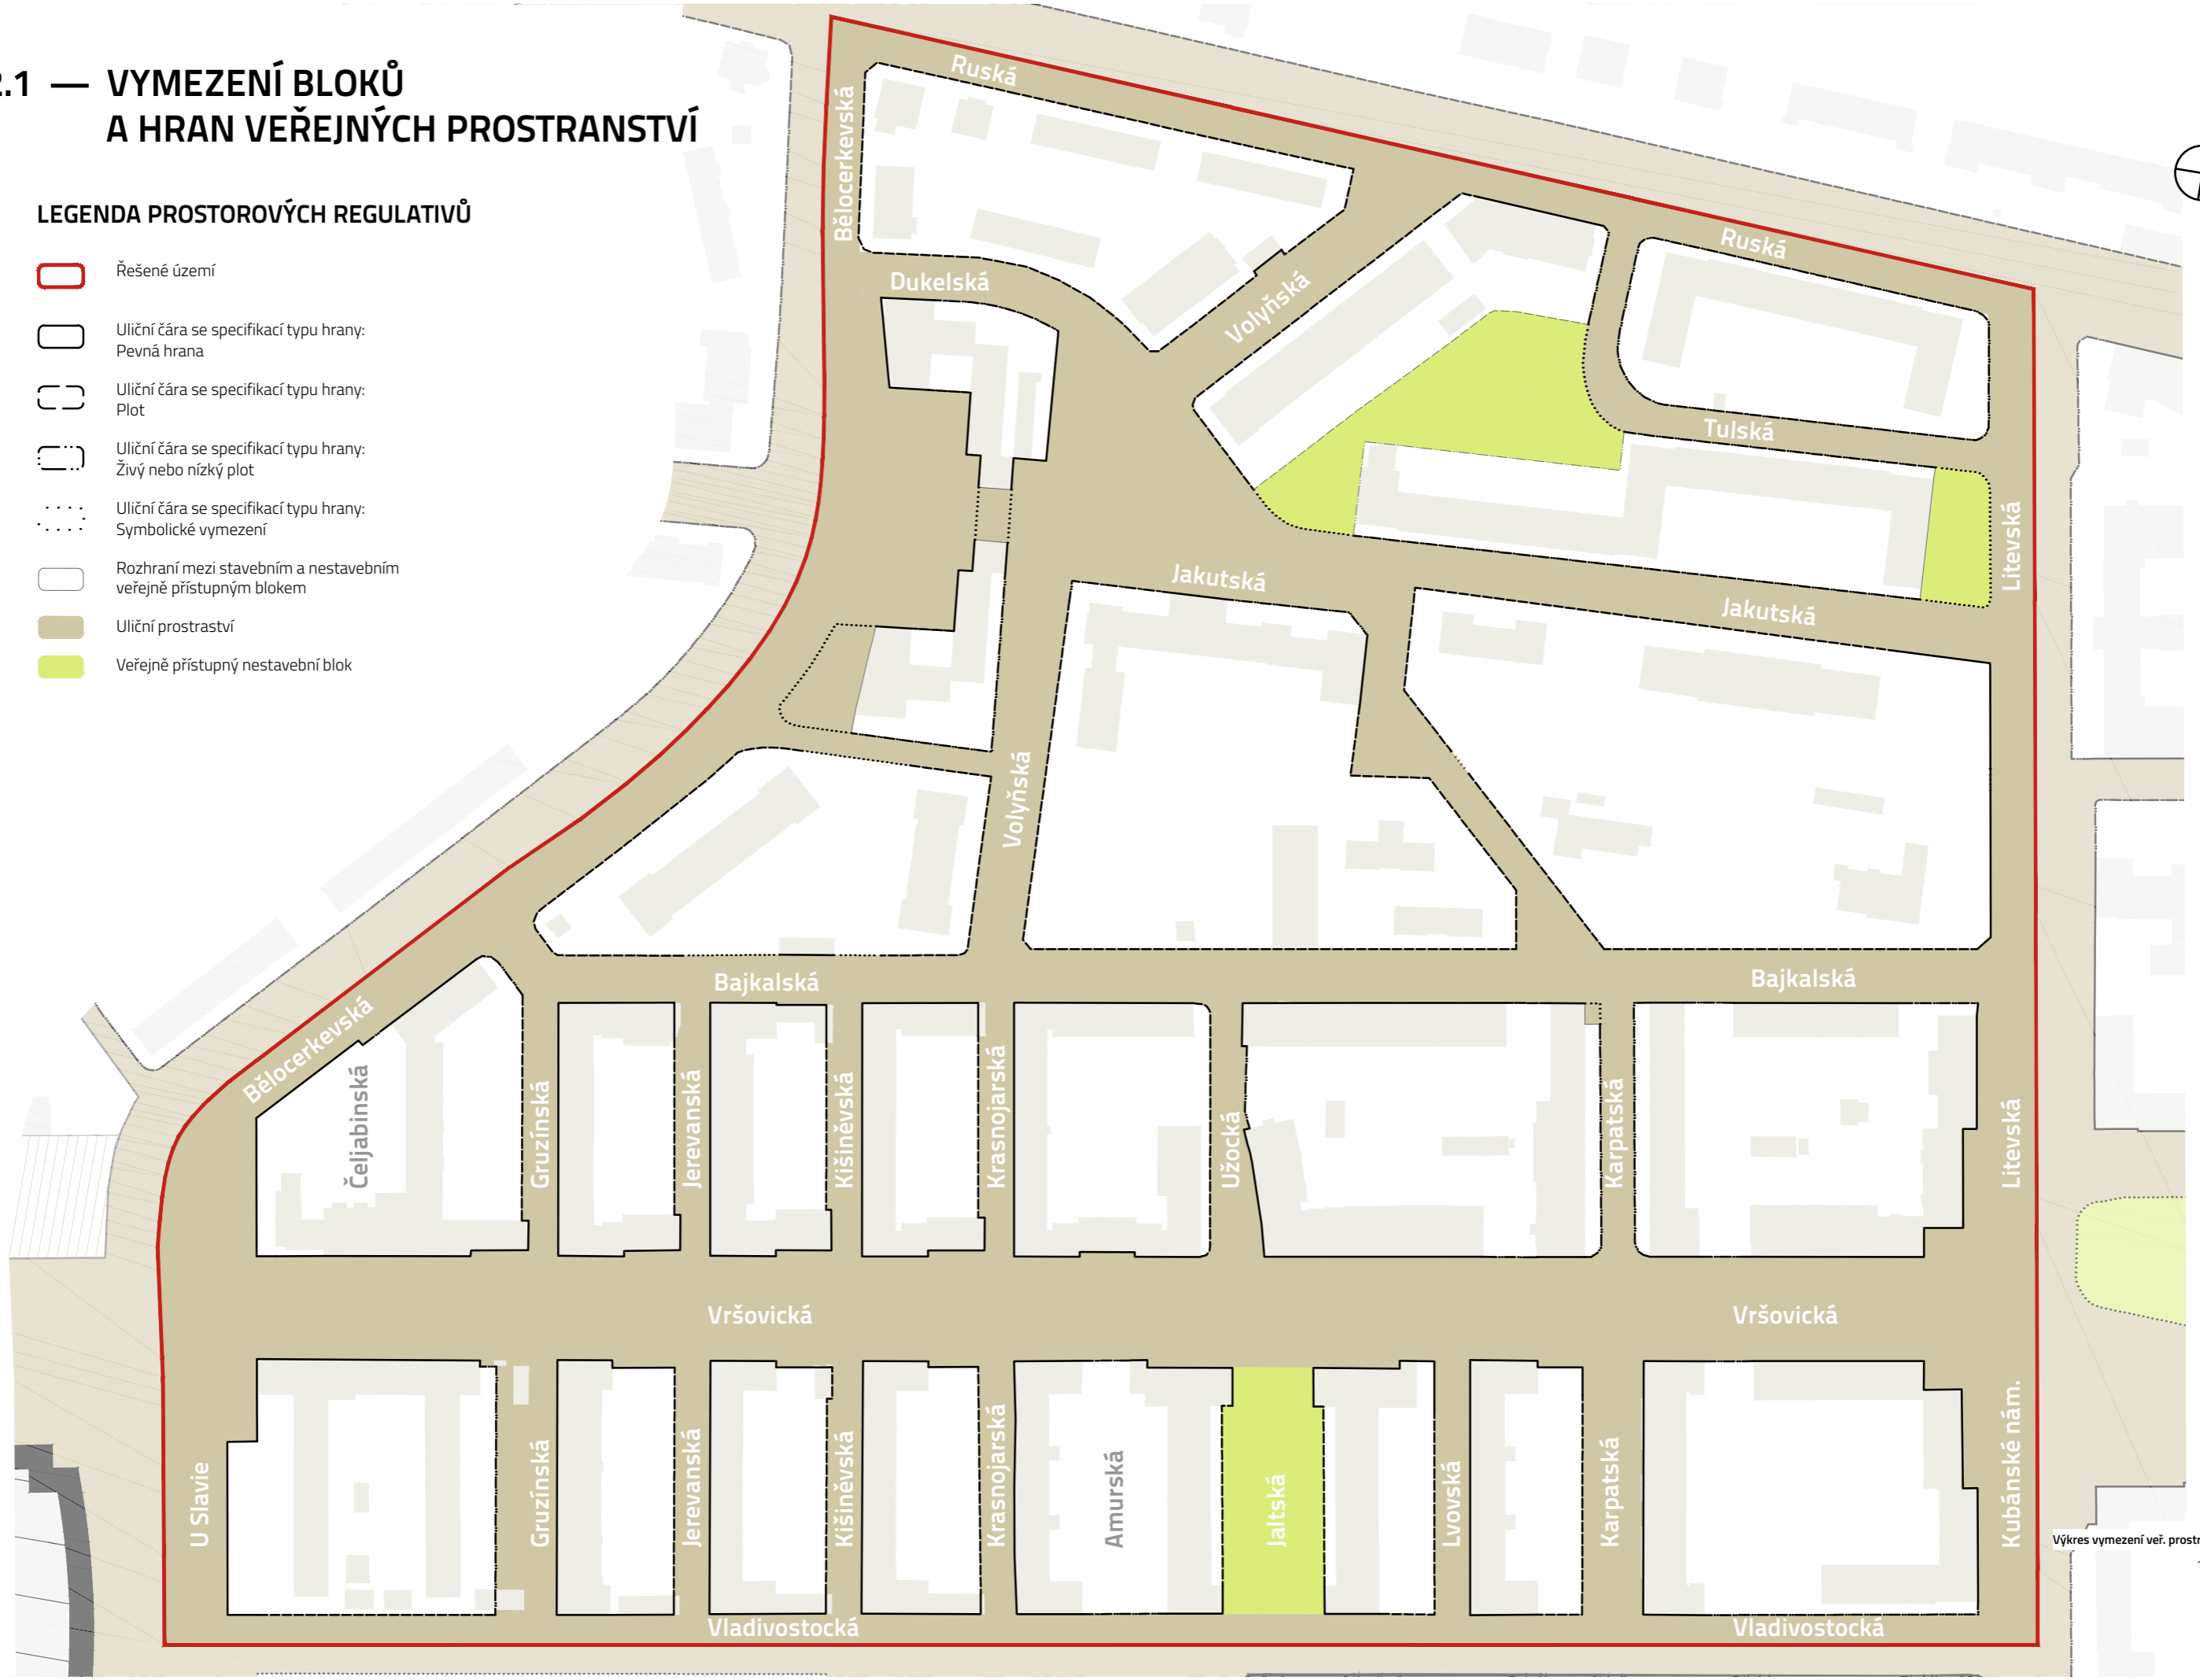 2.1 — VYMEZENÍ BLOKŮ
A HRAN VEŘEJNÝCH PROSTRANSTVÍ
LEGENDA PROSTOROVÝCH REGULATIVŮ
Řešené území
Uliční čára se specifikací typu hrany:
Pevná hrana
Uliční čára se specifikací typu hrany:
Plot
Uliční čára se specifikací typu hrany:
Živý nebo nízký plot
Uliční čára se specifikací typu hrany:
Symbolické vymezení
Rozhraní mezi stavebním a nestavebním
veřejně přístupným blokem
Uliční prostraství
Veřejně přístupný nestavební blok
Ruská
Bělocerkevská
Ruská
Dukelská
Volyňská
Tulská
Litevská
Jakutská
Jakutská
Volyňská
Bajkalská
Bajkalská
Bělocerkevská
Čeljabinská
Gruzínská
Jerevanská
Kišiněvská
Krasnojarská
Užocká
Karpatská
Litevská
Vršovická
Vršovická
U Slavie
Gruzínská
Jerevanská
Kišiněvská
Krasnojarská
Amurská
Jaltská
Lvovská
Karpatská
Kubánské nám.
Výkres vymezení veř.
Vladivostocká
Vladivostocká